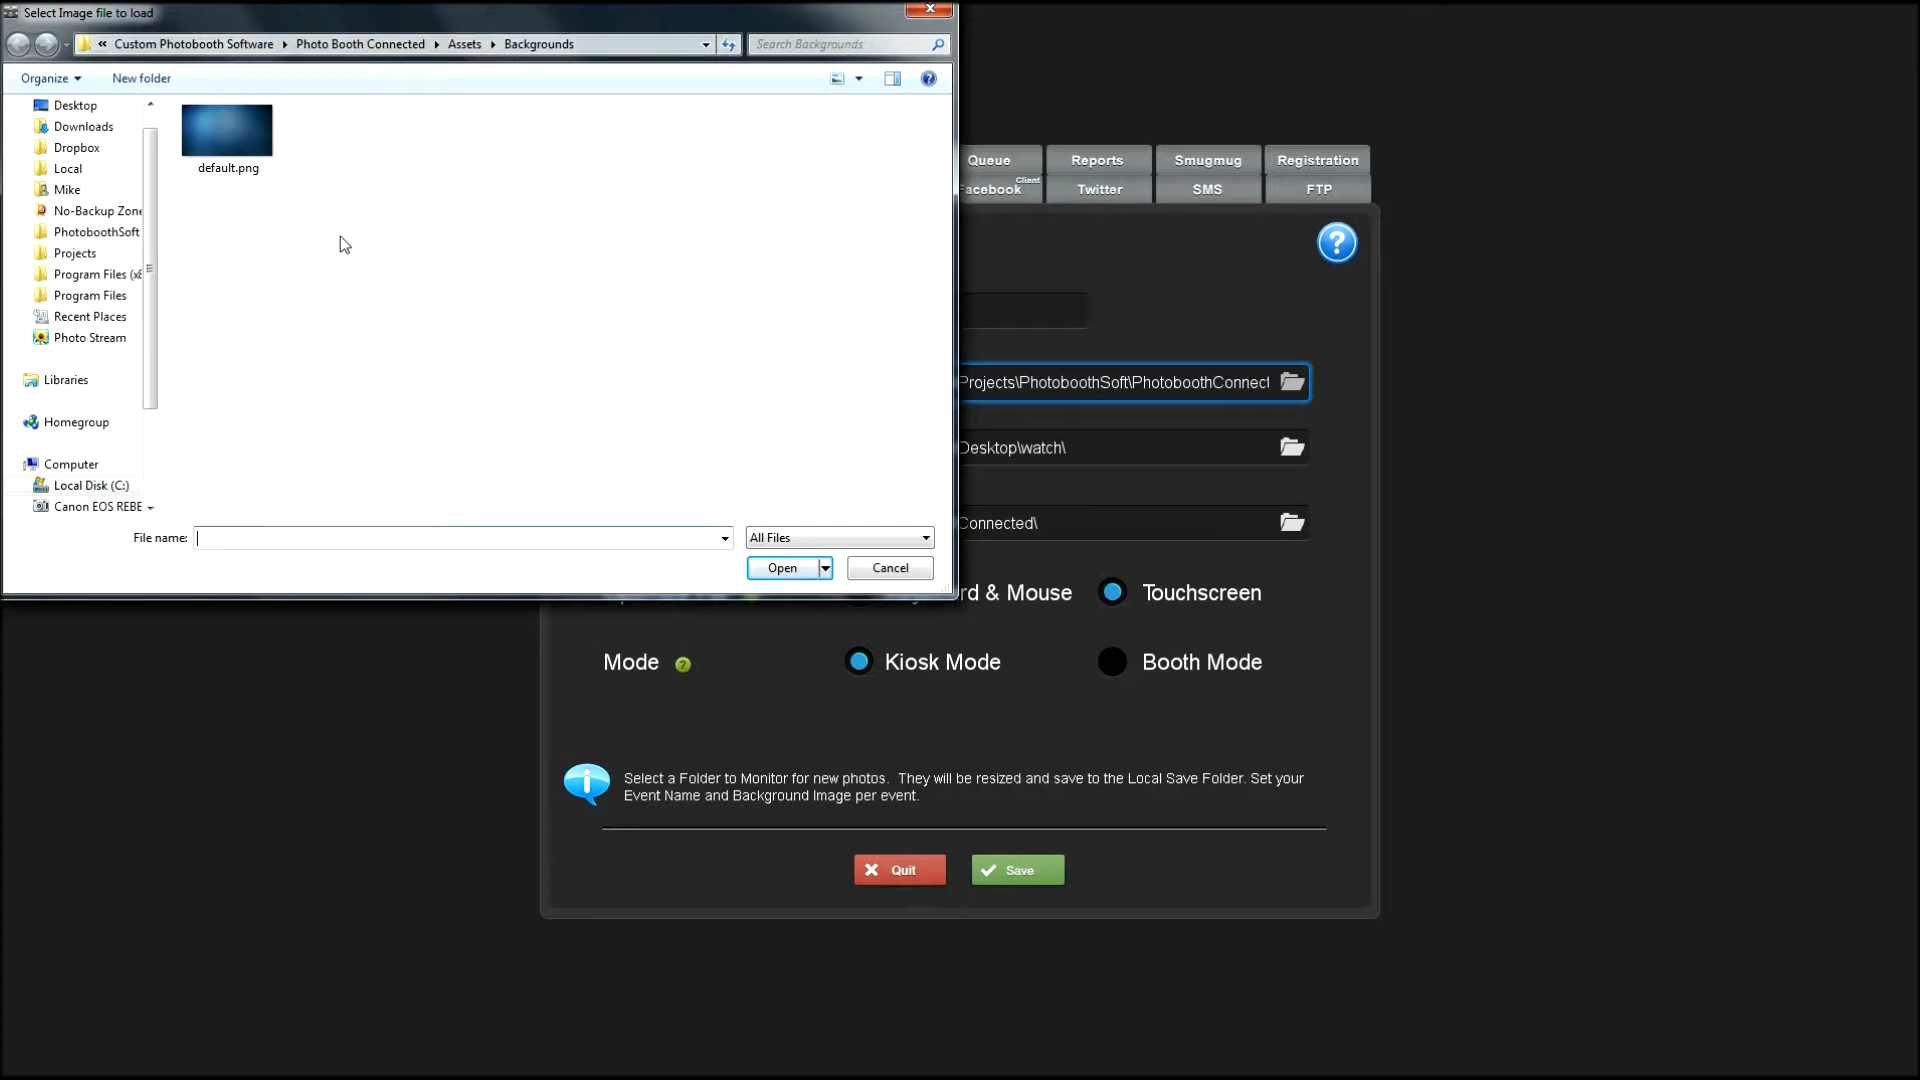 Select Image file to load
« Custom Photobooth Software Photo Booth Connected Assets Backgrounds
Search Backgrounds
Organize
New folder
Desktop
Downloads
Dropbox
Local
Mike
No-Backup Zone
PhotoboothSoft
Projects
Program Files (x8
Program Files
Recent Places
Photo Stream
Libraries
Homegroup
Computer
Local Disk (C:)
Canon EOS REBE
default.png
File name:
All Files
Open
Cancel
Queue
Reports
Smugmug
Registration
Facebook Client
Twitter
SMS
FTP
?
Projects\PhotoboothSoft\PhotoboothConnect
Desktop\watch\
Connected\
rd & Mouse
Touchscreen
Mode ?
Kiosk Mode
Booth Mode
Select a Folder to Monitor for new photos. They will be resized and save to the Local Save Folder. Set your
Event Name and Background Image per event.
Quit
Save